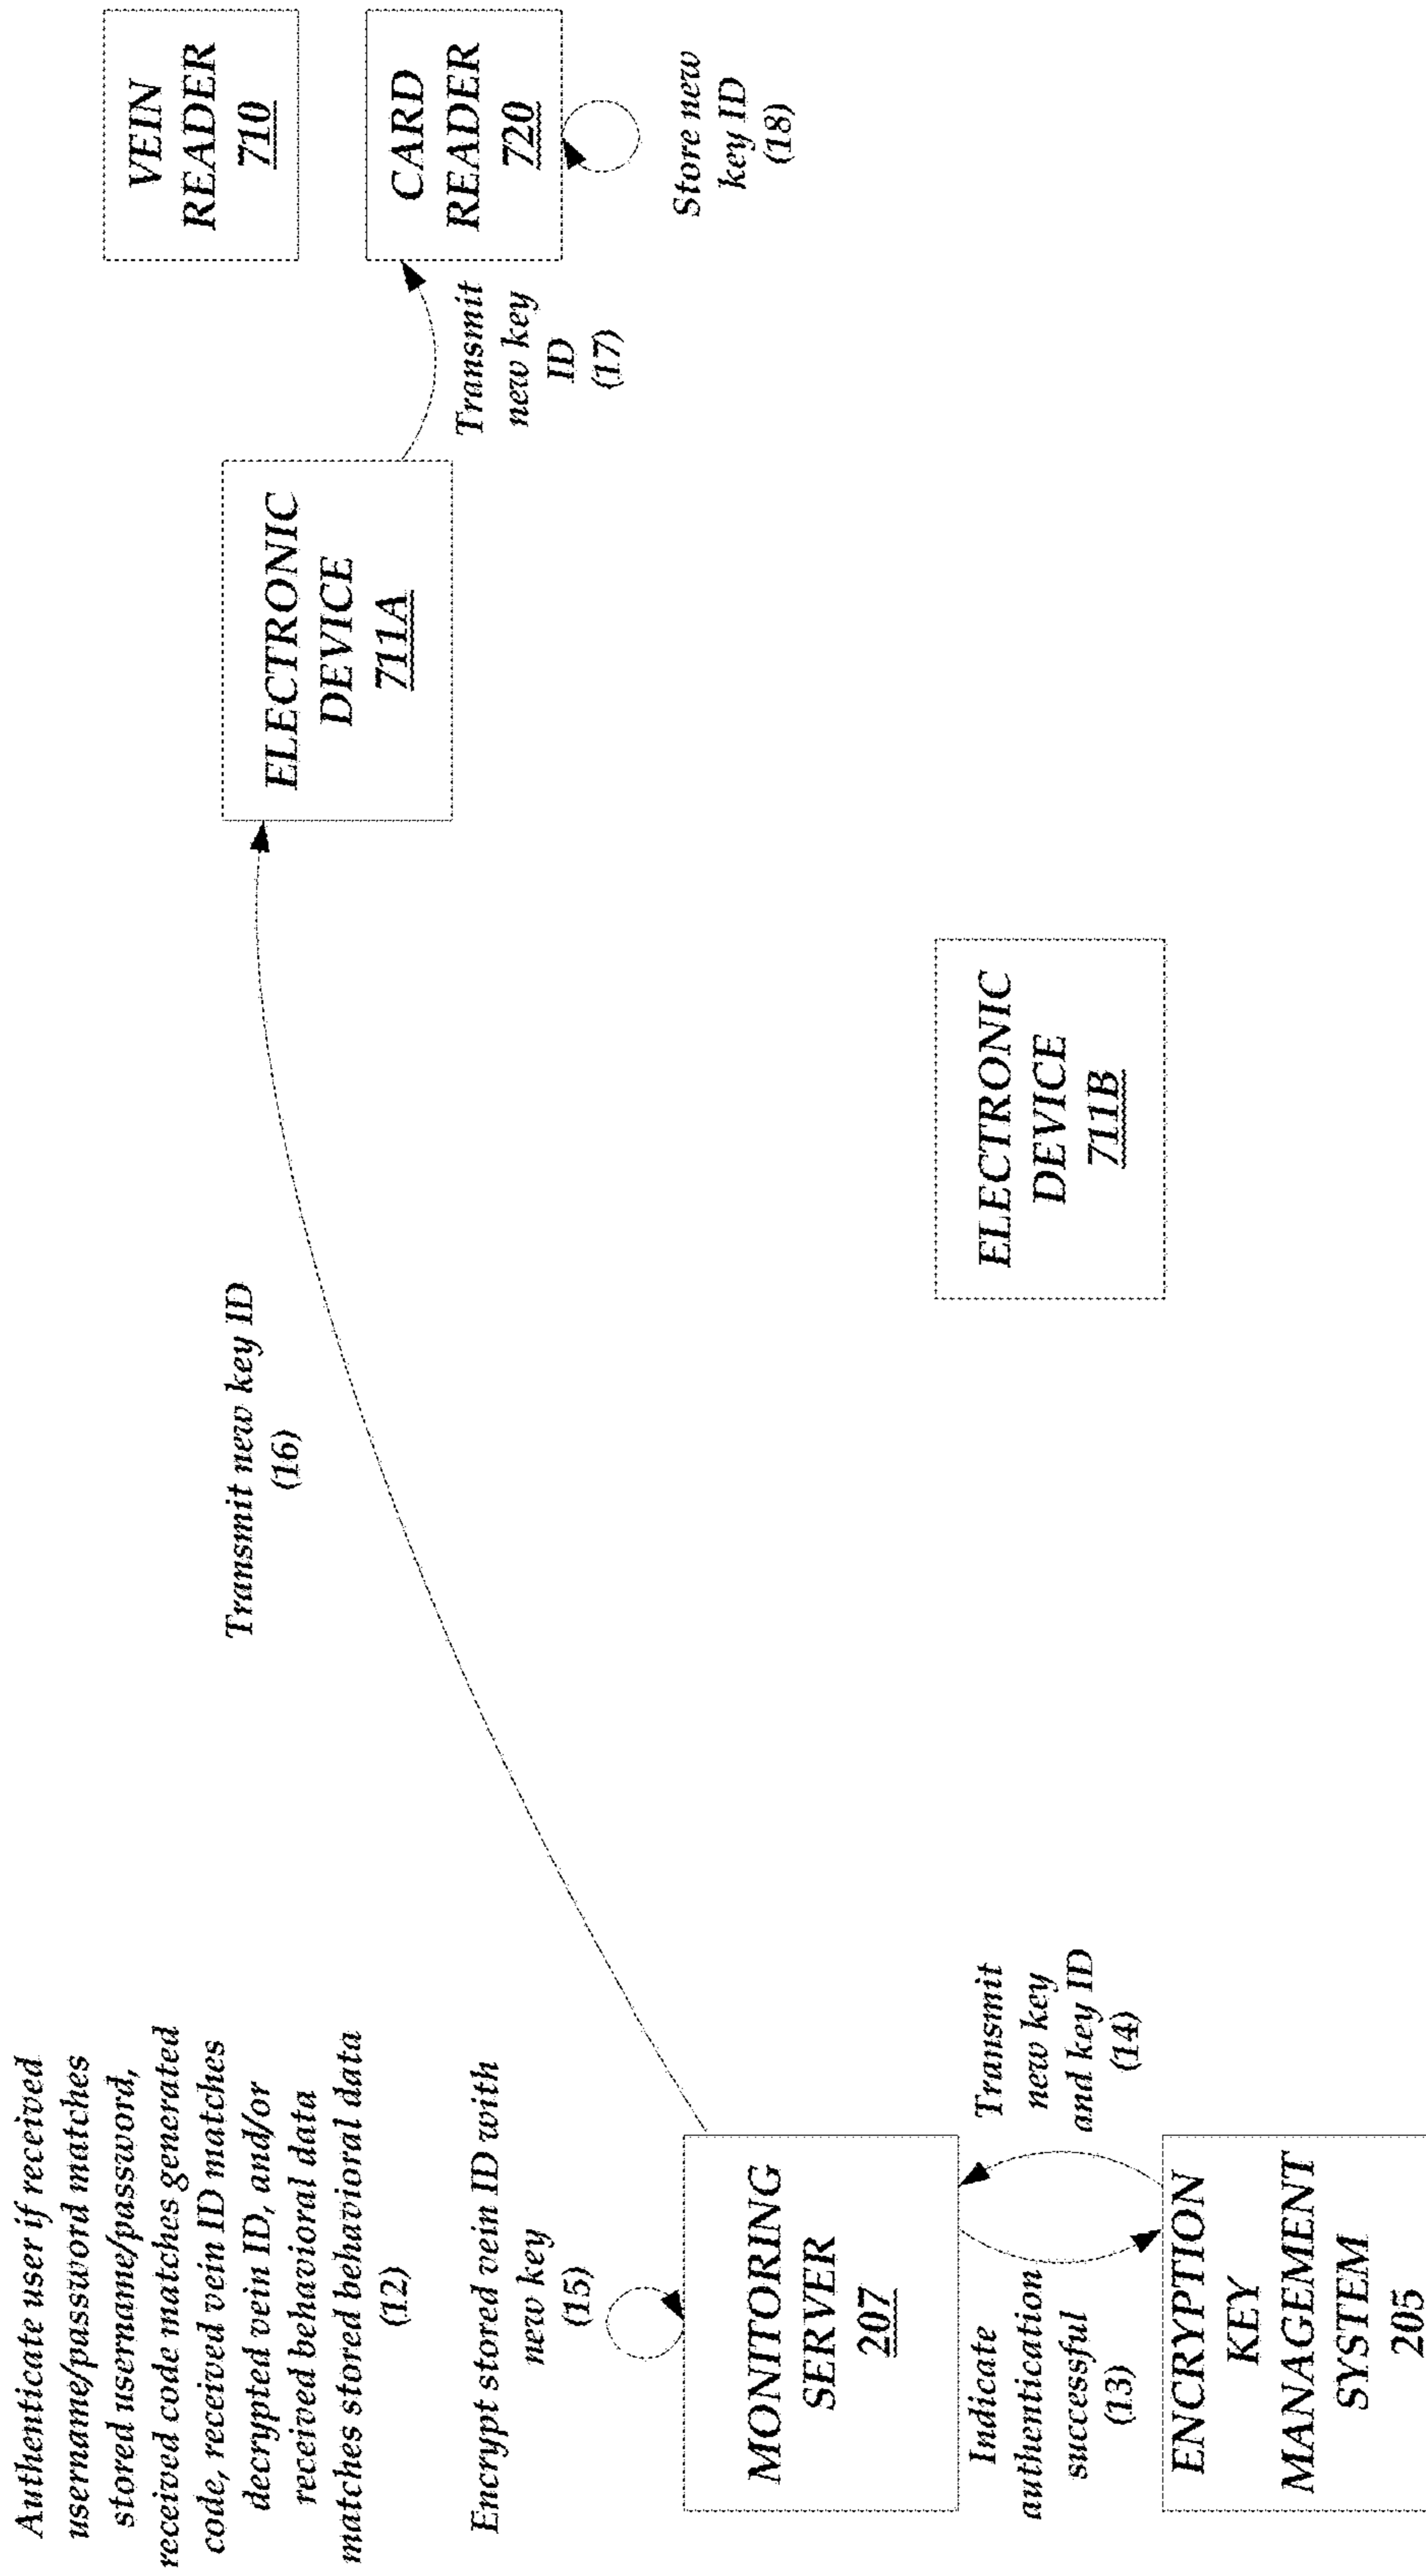 Authenticate user if received
username/password matches
stored username/password,
received code matches generated
code, received vein ID matches
decrypted vein ID, and/or
received behavioral data
matches stored behavioral data
(12)
Encrypt stored vein ID with
new key
(15)
MONITORING
SERVER
207
Indicate
authentication
successful
(13)
Transmit
new key
and key ID
(14)
ENCRYPTION
KEY
MANAGEMENT
SYSTEM
205
Transmit new key ID
(16)
ELECTRONIC
DEVICE
711A
ELECTRONIC
DEVICE
711B
Transmit
new key
ID
(17)
VEIN
READER
710
CARD
READER
720
Store new
key ID
(18)